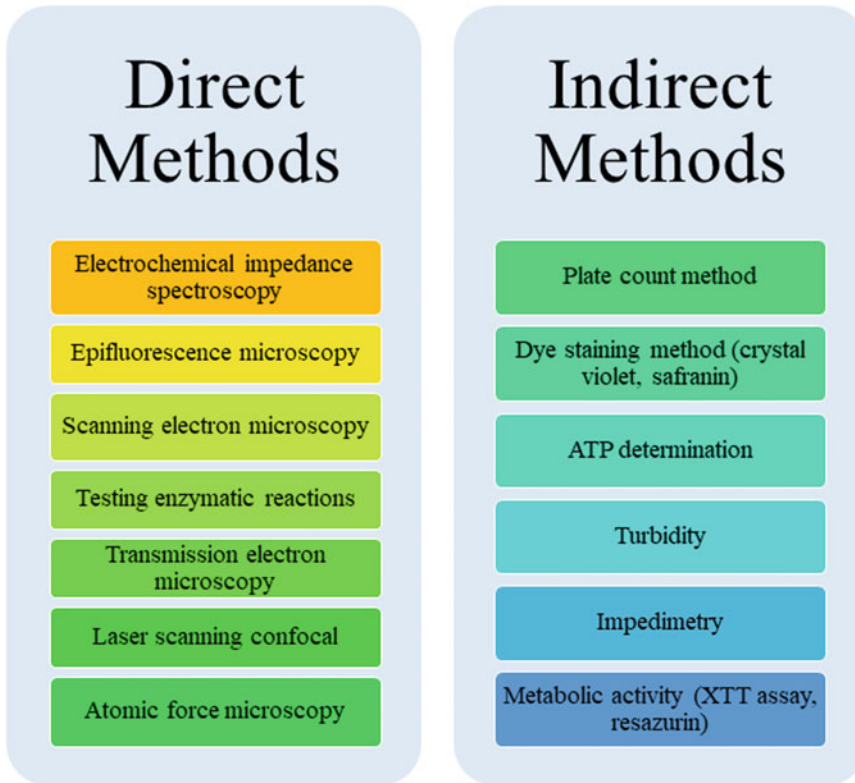 Direct
Methods
Electrochemical impedance
spectroscopy
Epifluorescence microscopy
Scanning electron microscopy
Testing enzymatic reactions
Transmission electron
microscopy
Laser scanning confocal
Atomic force microscopy
Indirect
Methods
Plate count method
Dye staining method (crystal
violet, safranin)
ATP determination
Turbidity
Impedimetry
Metabolic activity (XTT assay,
resazurin)